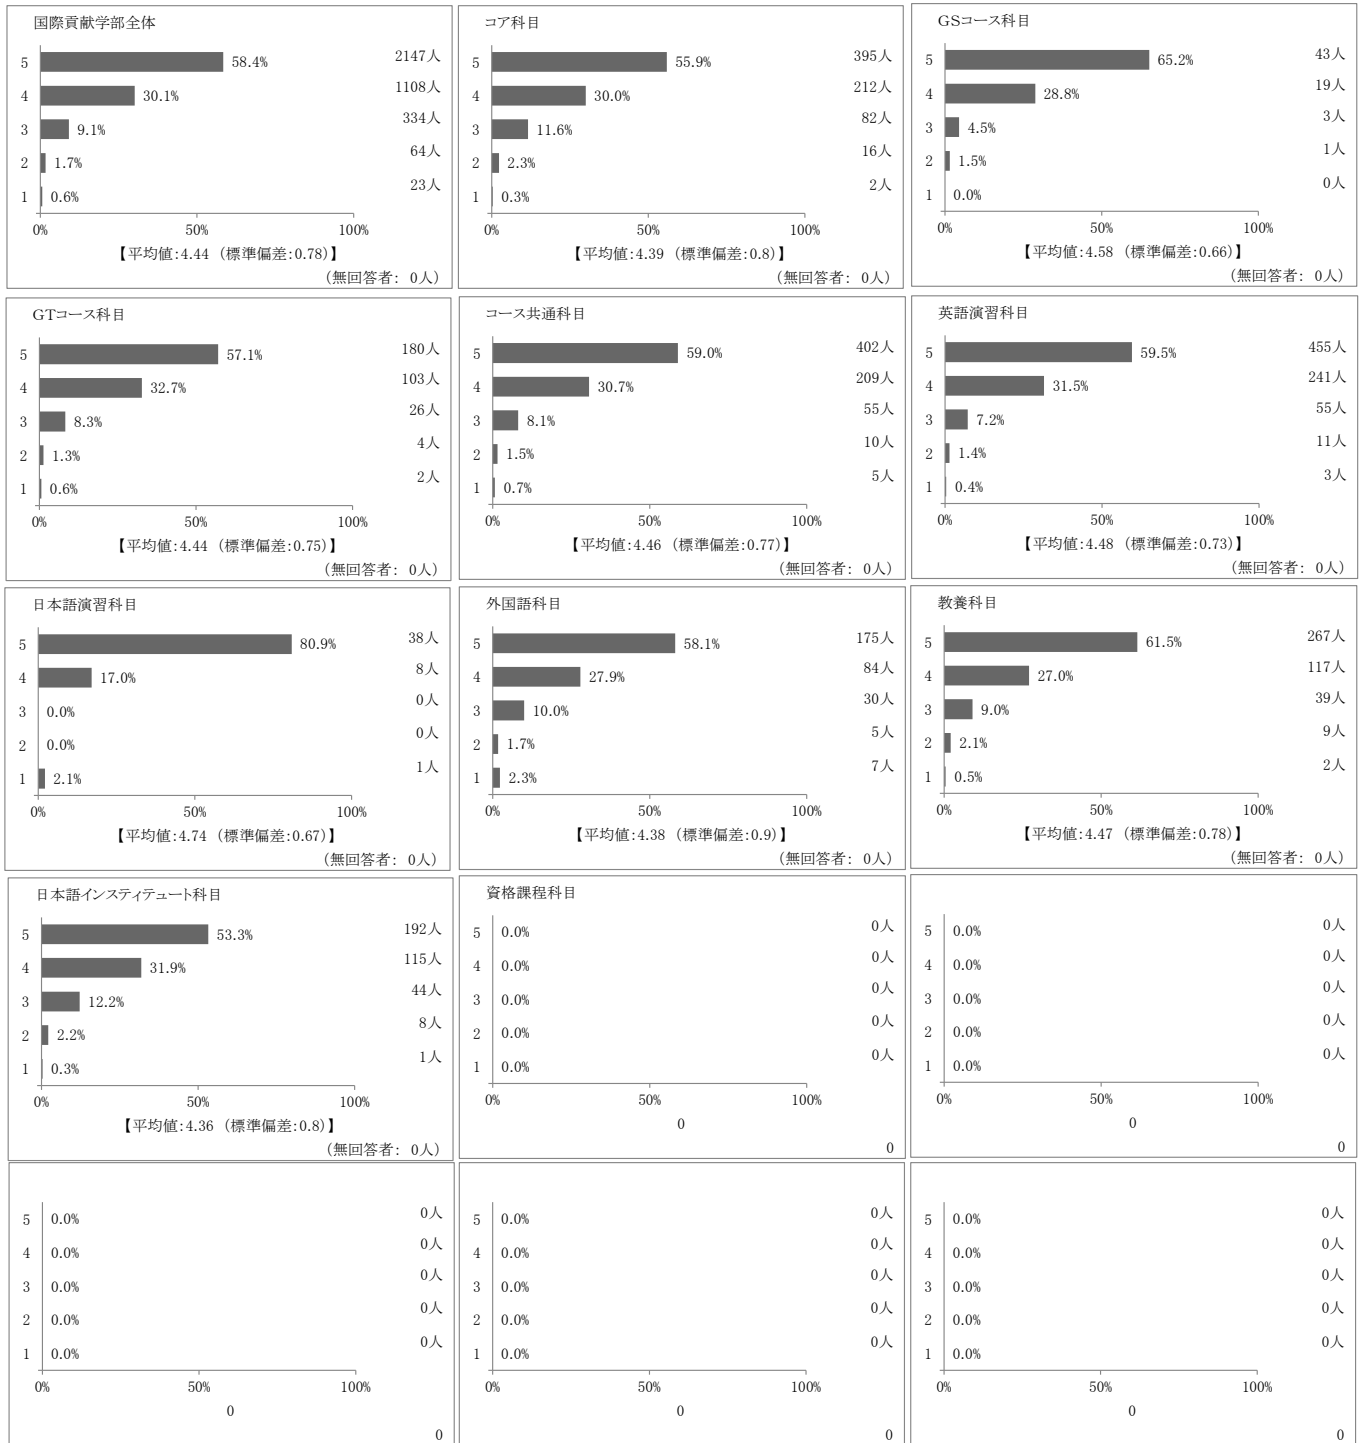 国際貢献学部全体
5 58.4% 2147人
4 30.1% 1108人
3 9.1% 334人
2 1.7% 64人
1 0.6% 23人
0% 50% 100%
【平均値:4.44 (標準偏差:0.78)】
(無回答者: 0人)
コア科目
5 55.9% 395人
4 30.0% 212人
3 11.6% 82人
2 2.3% 16人
1 0.3% 2人
0% 50% 100%
【平均値:4.39 (標準偏差:0.8)】
(無回答者: 0人)
GSコース科目
5 65.2% 43人
4 28.8% 19人
3 4.5% 3人
2 1.5% 1人
1 0.0% 0人
0% 50% 100%
【平均値:4.58 (標準偏差:0.66)】
(無回答者: 0人)
GTコース科目
5 57.1% 180人
4 32.7% 103人
3 8.3% 26人
2 1.3% 4人
1 0.6% 2人
0% 50% 100%
【平均値:4.44 (標準偏差:0.75)】
(無回答者: 0人)
コース共通科目
5 59.0% 402人
4 30.7% 209人
3 8.1% 55人
2 1.5% 10人
1 0.7% 5人
0% 50% 100%
【平均値:4.46 (標準偏差:0.77)】
(無回答者: 0人)
英語演習科目
5 59.5% 455人
4 31.5% 241人
3 7.2% 55人
2 1.4% 11人
1 0.4% 3人
0% 50% 100%
【平均値:4.48 (標準偏差:0.73)】
(無回答者: 0人)
日本語演習科目
5 80.9% 38人
4 17.0% 8人
3 0.0% 0人
2 0.0% 0人
1 2.1% 1人
0% 50% 100%
【平均値:4.74 (標準偏差:0.67)】
(無回答者: 0人)
外国語科目
5 58.1% 175人
4 27.9% 84人
3 10.0% 30人
2 1.7% 5人
1 2.3% 7人
0% 50% 100%
【平均値:4.38 (標準偏差:0.9)】
(無回答者: 0人)
教養科目
5 61.5% 267人
4 27.0% 117人
3 9.0% 39人
2 2.1% 9人
1 0.5% 2人
0% 50% 100%
【平均値:4.47 (標準偏差:0.78)】
(無回答者: 0人)
日本語インスティテュート科目
5 53.3% 192人
4 31.9% 115人
3 12.2% 44人
2 2.2% 8人
1 0.3% 1人
0% 50% 100%
【平均値:4.36 (標準偏差:0.8)】
(無回答者: 0人)
資格課程科目
5 0.0% 0人
4 0.0% 0人
3 0.0% 0人
2 0.0% 0人
1 0.0% 0人
0% 50% 100%
0
0
5 0.0% 0人
4 0.0% 0人
3 0.0% 0人
2 0.0% 0人
1 0.0% 0人
0% 50% 100%
0
0
5 0.0% 0人
4 0.0% 0人
3 0.0% 0人
2 0.0% 0人
1 0.0% 0人
0% 50% 100%
0
0
5 0.0% 0人
4 0.0% 0人
3 0.0% 0人
2 0.0% 0人
1 0.0% 0人
0% 50% 100%
0
0
5 0.0% 0人
4 0.0% 0人
3 0.0% 0人
2 0.0% 0人
1 0.0% 0人
0% 50% 100%
0
0